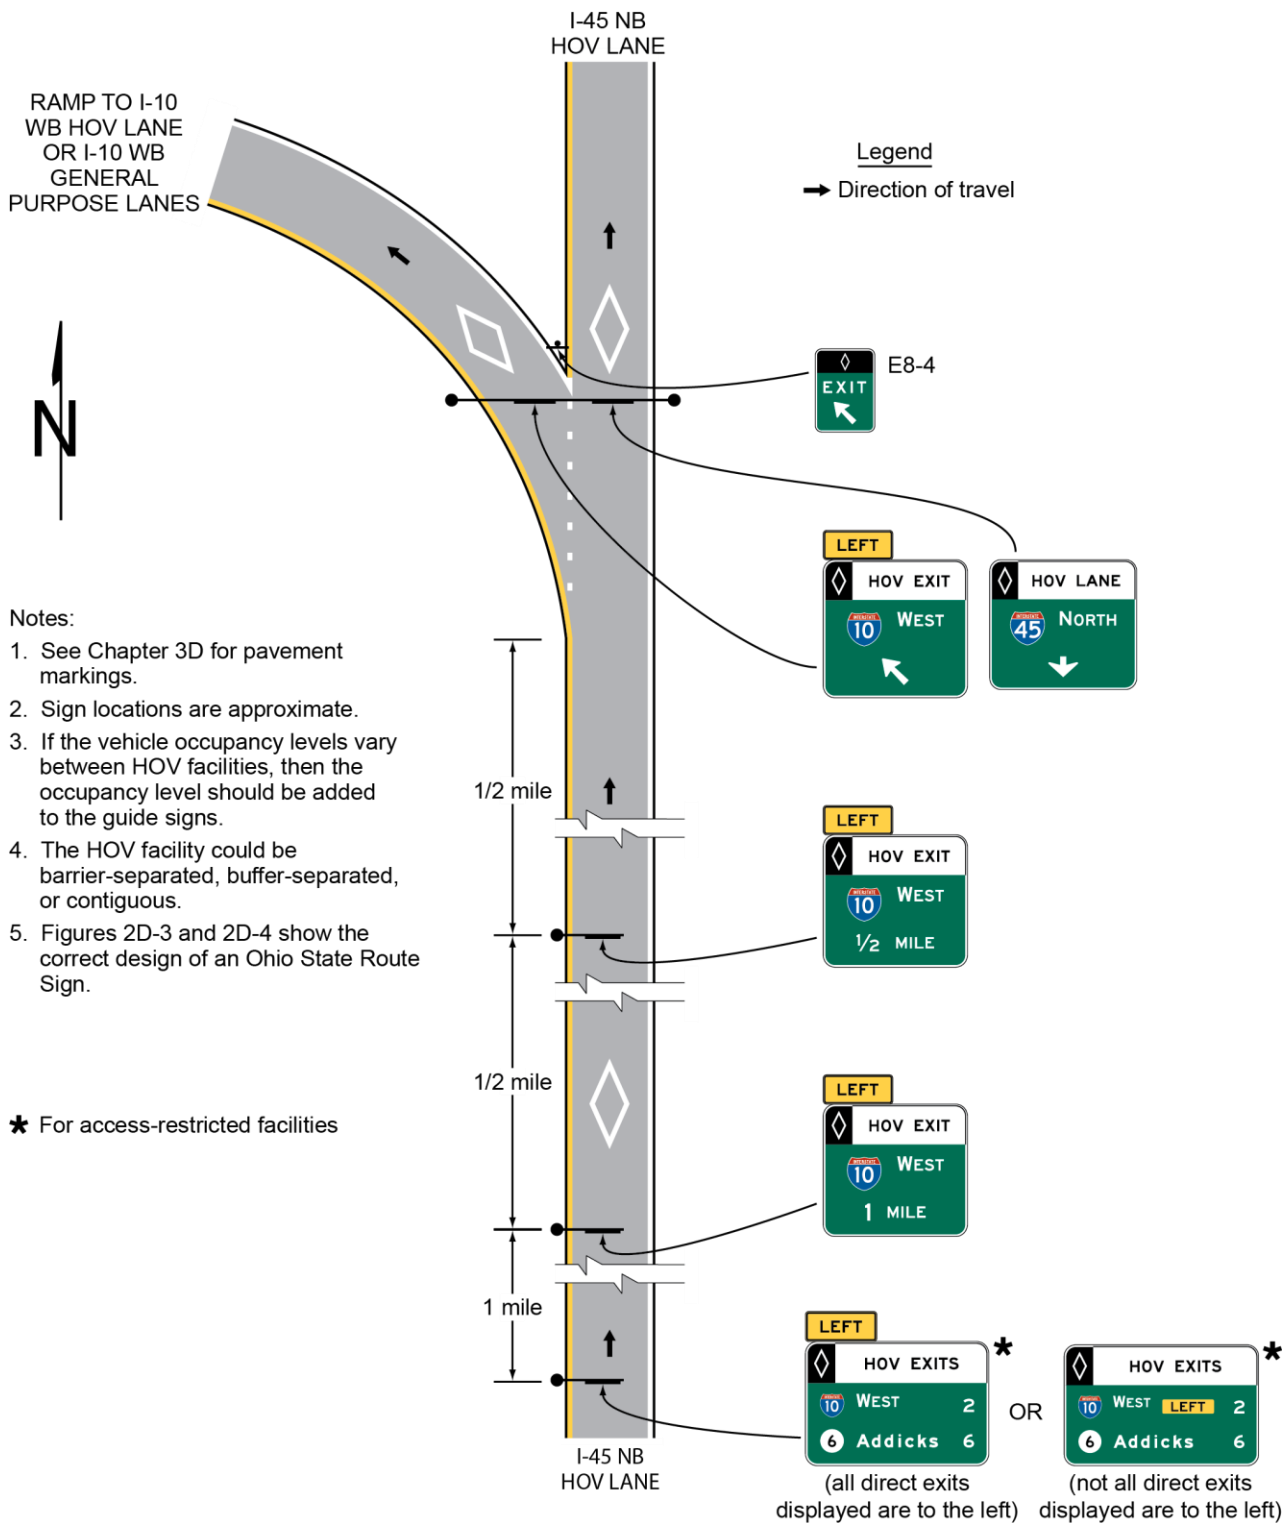 I-45 NB
HOV LANE
RAMP TO I-10
WB HOV LANE
OR I-10 WB
GENERAL
PURPOSE LANES
Legend
Direction of travel
N
E8-4
EXIT
LEFT
HOV EXIT
INTERSTATE
10 WEST
HOV LANE
INTERSTATE
45 NORTH
Notes:
1. See Chapter 3D for pavement
markings.
2. Sign locations are approximate.
3. If the vehicle occupancy levels vary
between HOV facilities, then the
occupancy level should be added
to the guide signs.
4. The HOV facility could be
barrier-separated, buffer-separated,
or contiguous.
5. Figures 2D-3 and 2D-4 show the
correct design of an Ohio State Route
Sign.
* For access-restricted facilities
1/2 mile
LEFT
HOV EXIT
INTERSTATE
10 WEST
1/2 MILE
1/2 mile
LEFT
HOV EXIT
INTERSTATE
10 WEST
1 MILE
1 mile
LEFT
HOV EXITS *
10 WEST 2
6 Addicks 6
(all direct exits
displayed are to the left)
OR
HOV EXITS *
10 WEST LEFT 2
6 Addicks 6
(not all direct exits
displayed are to the left)
I-45 NB
HOV LANE